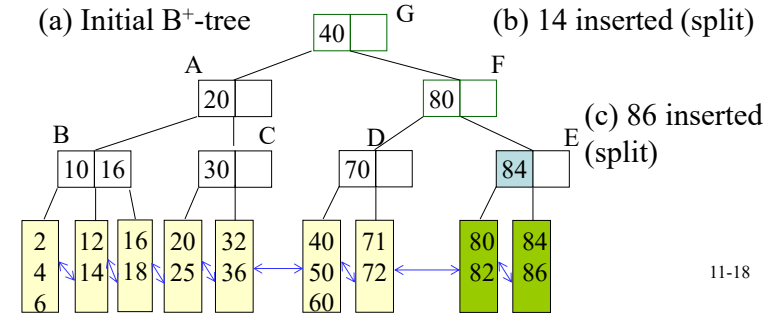 (a) Initial B⁺-tree
G
(b) 14 inserted (split)
40
A
F
20
80
(c) 86 inserted
(split)
B
C
D
E
10 16
30
70
84
2 12 16 20 32 40 71 80 84
4 14 18 25 36 50 72 82 86
6 60
11-18